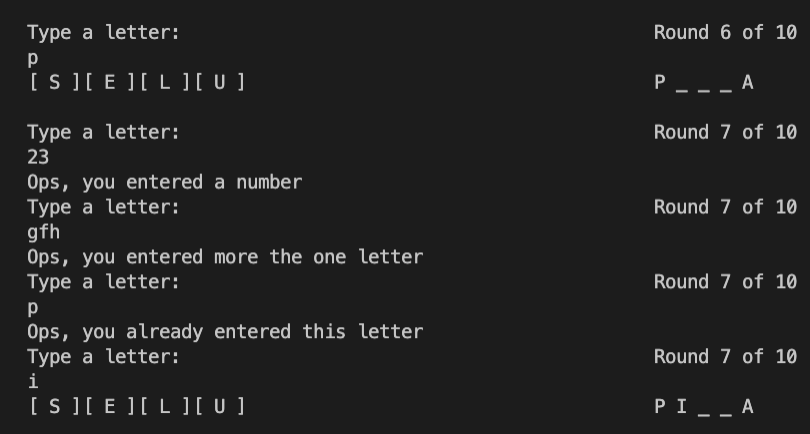 Type a letter: Round 6 of 10
p
[ S ][ E ][ L ][ U ] P _ _ _ A
Type a letter: Round 7 of 10
23
Ops, you entered a number
Type a letter: Round 7 of 10
gfh
Ops, you entered more the one letter
Type a letter: Round 7 of 10
p
Ops, you already entered this letter
Type a letter: Round 7 of 10
i
[ S ][ E ][ L ][ U ] P I _ _ A